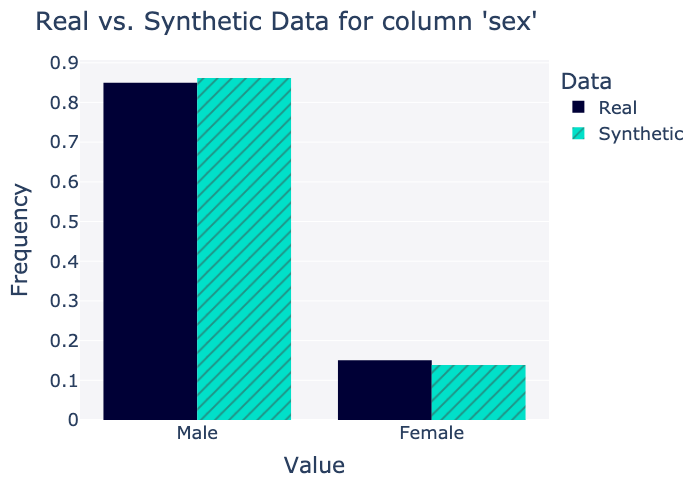 Real vs. Synthetic Data for column 'sex'
Data
Real
Synthetic
Frequency
0.9
0.8
0.7
0.6
0.5
0.4
0.3
0.2
0.1
0
Male Female
Value